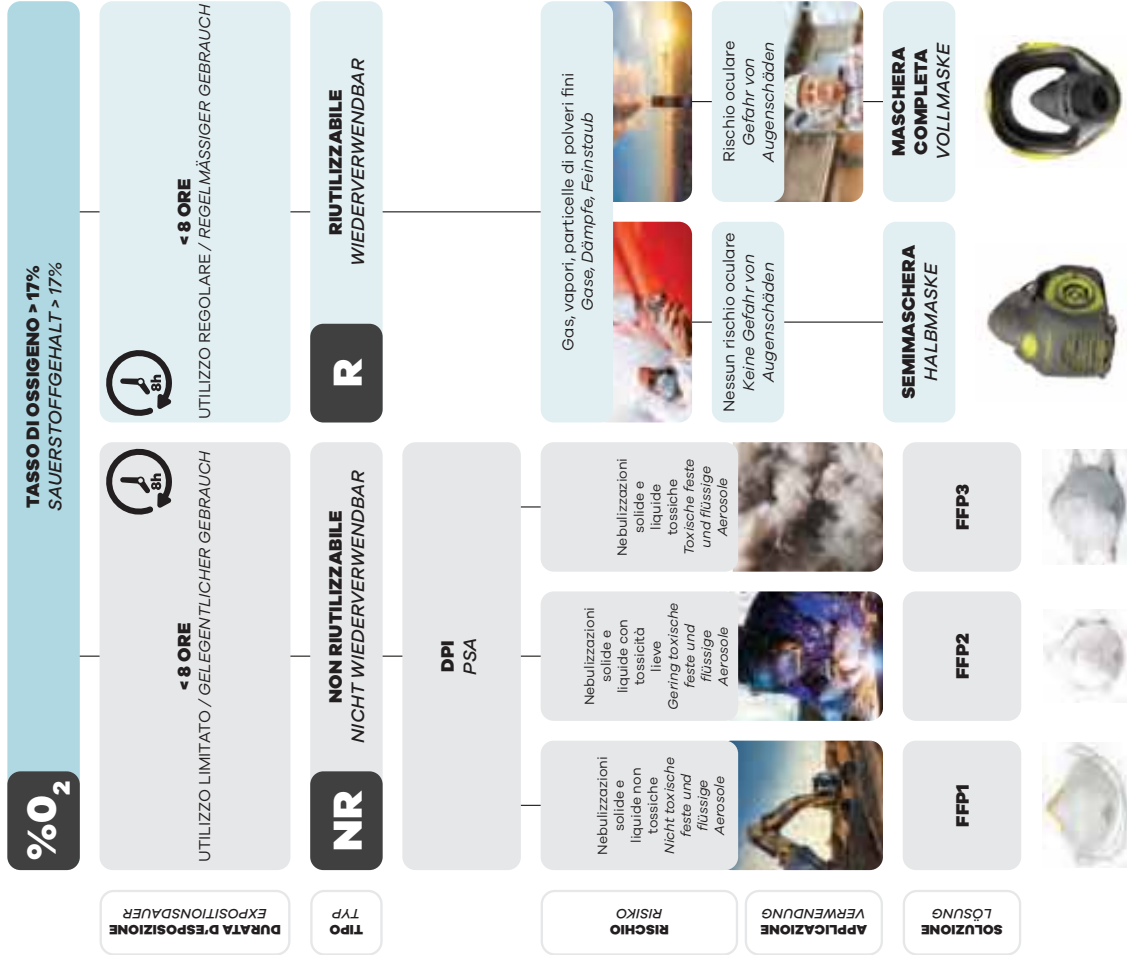 %O2
TASSO DI OSSIGENO > 17%
SAUERSTOFFGEHALT > 17%
DURATA D'ESPOSIZIONE
EXPOSITIONSDAUER
8h
< 8 ORE
UTILIZZO LIMITATO / GELEGENTLICHER GEBRAUCH
8h
< 8 ORE
UTILIZZO REGOLARE / REGELMÄSSIGER GEBRAUCH
TIPO
TYP
NR
NON RIUTILIZZABILE
NICHT WIEDERVERWENDBAR
R
RIUTILIZZABILE
WIEDERVERWENDBAR
DPI
PSA
RISCHIO
RISIKO
Nebulizzazioni
solide e
liquide non
tossiche
Nicht toxische
feste und
flüssige
Aerosole
Nebulizzazioni
solide e
liquide con
tossicità
lieve
Gering toxische
feste und
flüssige
Aerosole
Nebulizzazioni
solide e
liquide
tossiche
Toxische feste
und flüssige
Aerosole
Gas, vapori, particelle di polveri fini
Gase, Dämpfe, Feinstaub
APPLICAZIONE
VERWENDUNG
Nessun rischio oculare
Keine Gefahr von
Augenschäden
Rischio oculare
Gefahr von
Augenschäden
SOLUZIONE
LÖSUNG
FFP1
FFP2
FFP3
SEMIMASCHERA
HALBMASKE
MASCHERA
COMPLETA
VOLLMASKE